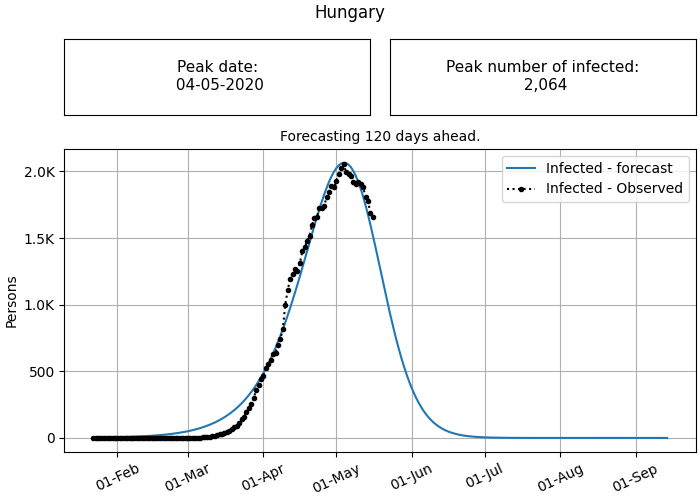 Hungary
Peak date:
04-05-2020
Peak number of infected:
2,064
Forecasting 120 days ahead.
Infected - forecast
Infected - Observed
Persons
2.0K
1.5K
1.0K
500
0
01-Feb
01-Mar
01-Apr
01-May
01-Jun
01-Jul
01-Aug
01-Sep